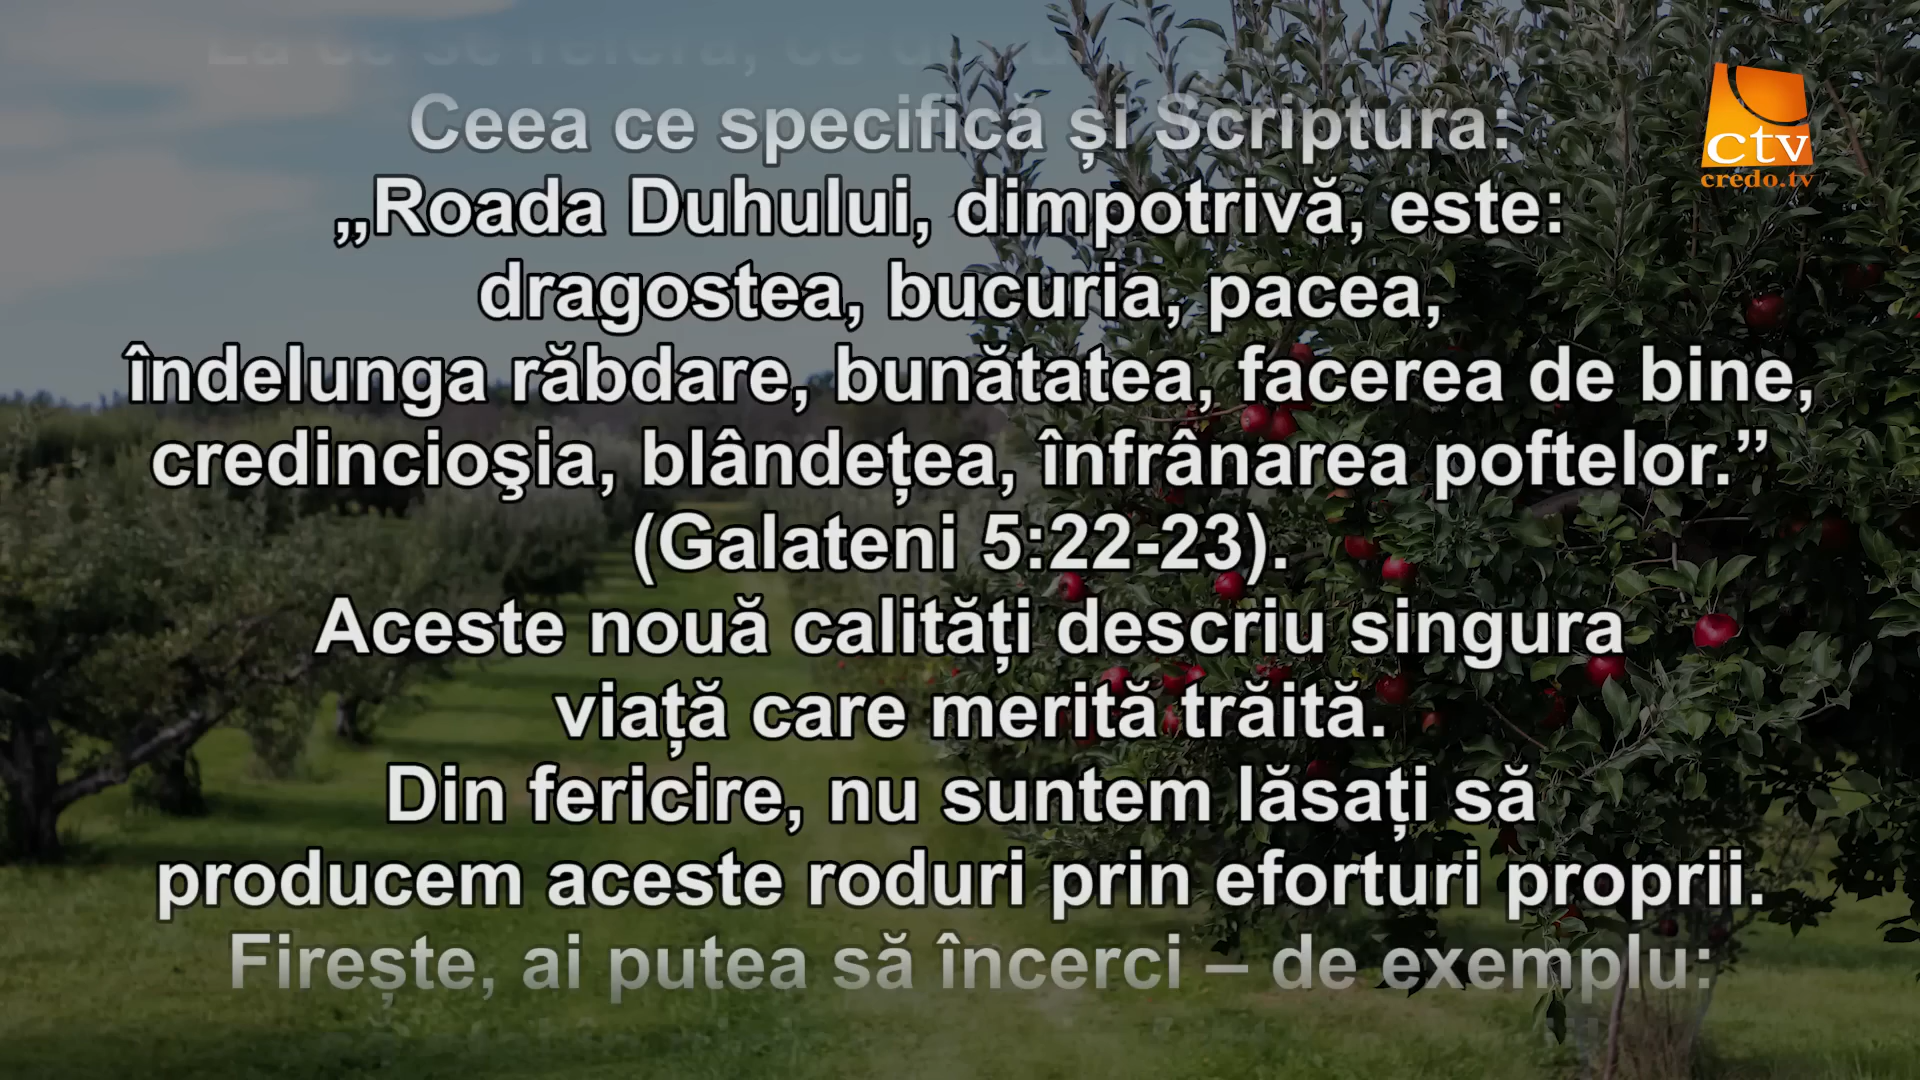 Ceea ce specifică și Scriptura:
„Roada Duhului, dimpotrivă, este:
dragostea, bucuria, pacea,
îndelunga răbdare, bunătatea, facerea de bine,
credincioşia, blândețea, înfrânarea poftelor.”
(Galateni 5:22-23).
Aceste nouă calități descriu singura
viață care merită trăită.
Din fericire, nu suntem lăsați să
producem aceste roduri prin eforturi proprii.
Firește, ai putea să încerci – de exemplu:
ctv
credo.tv